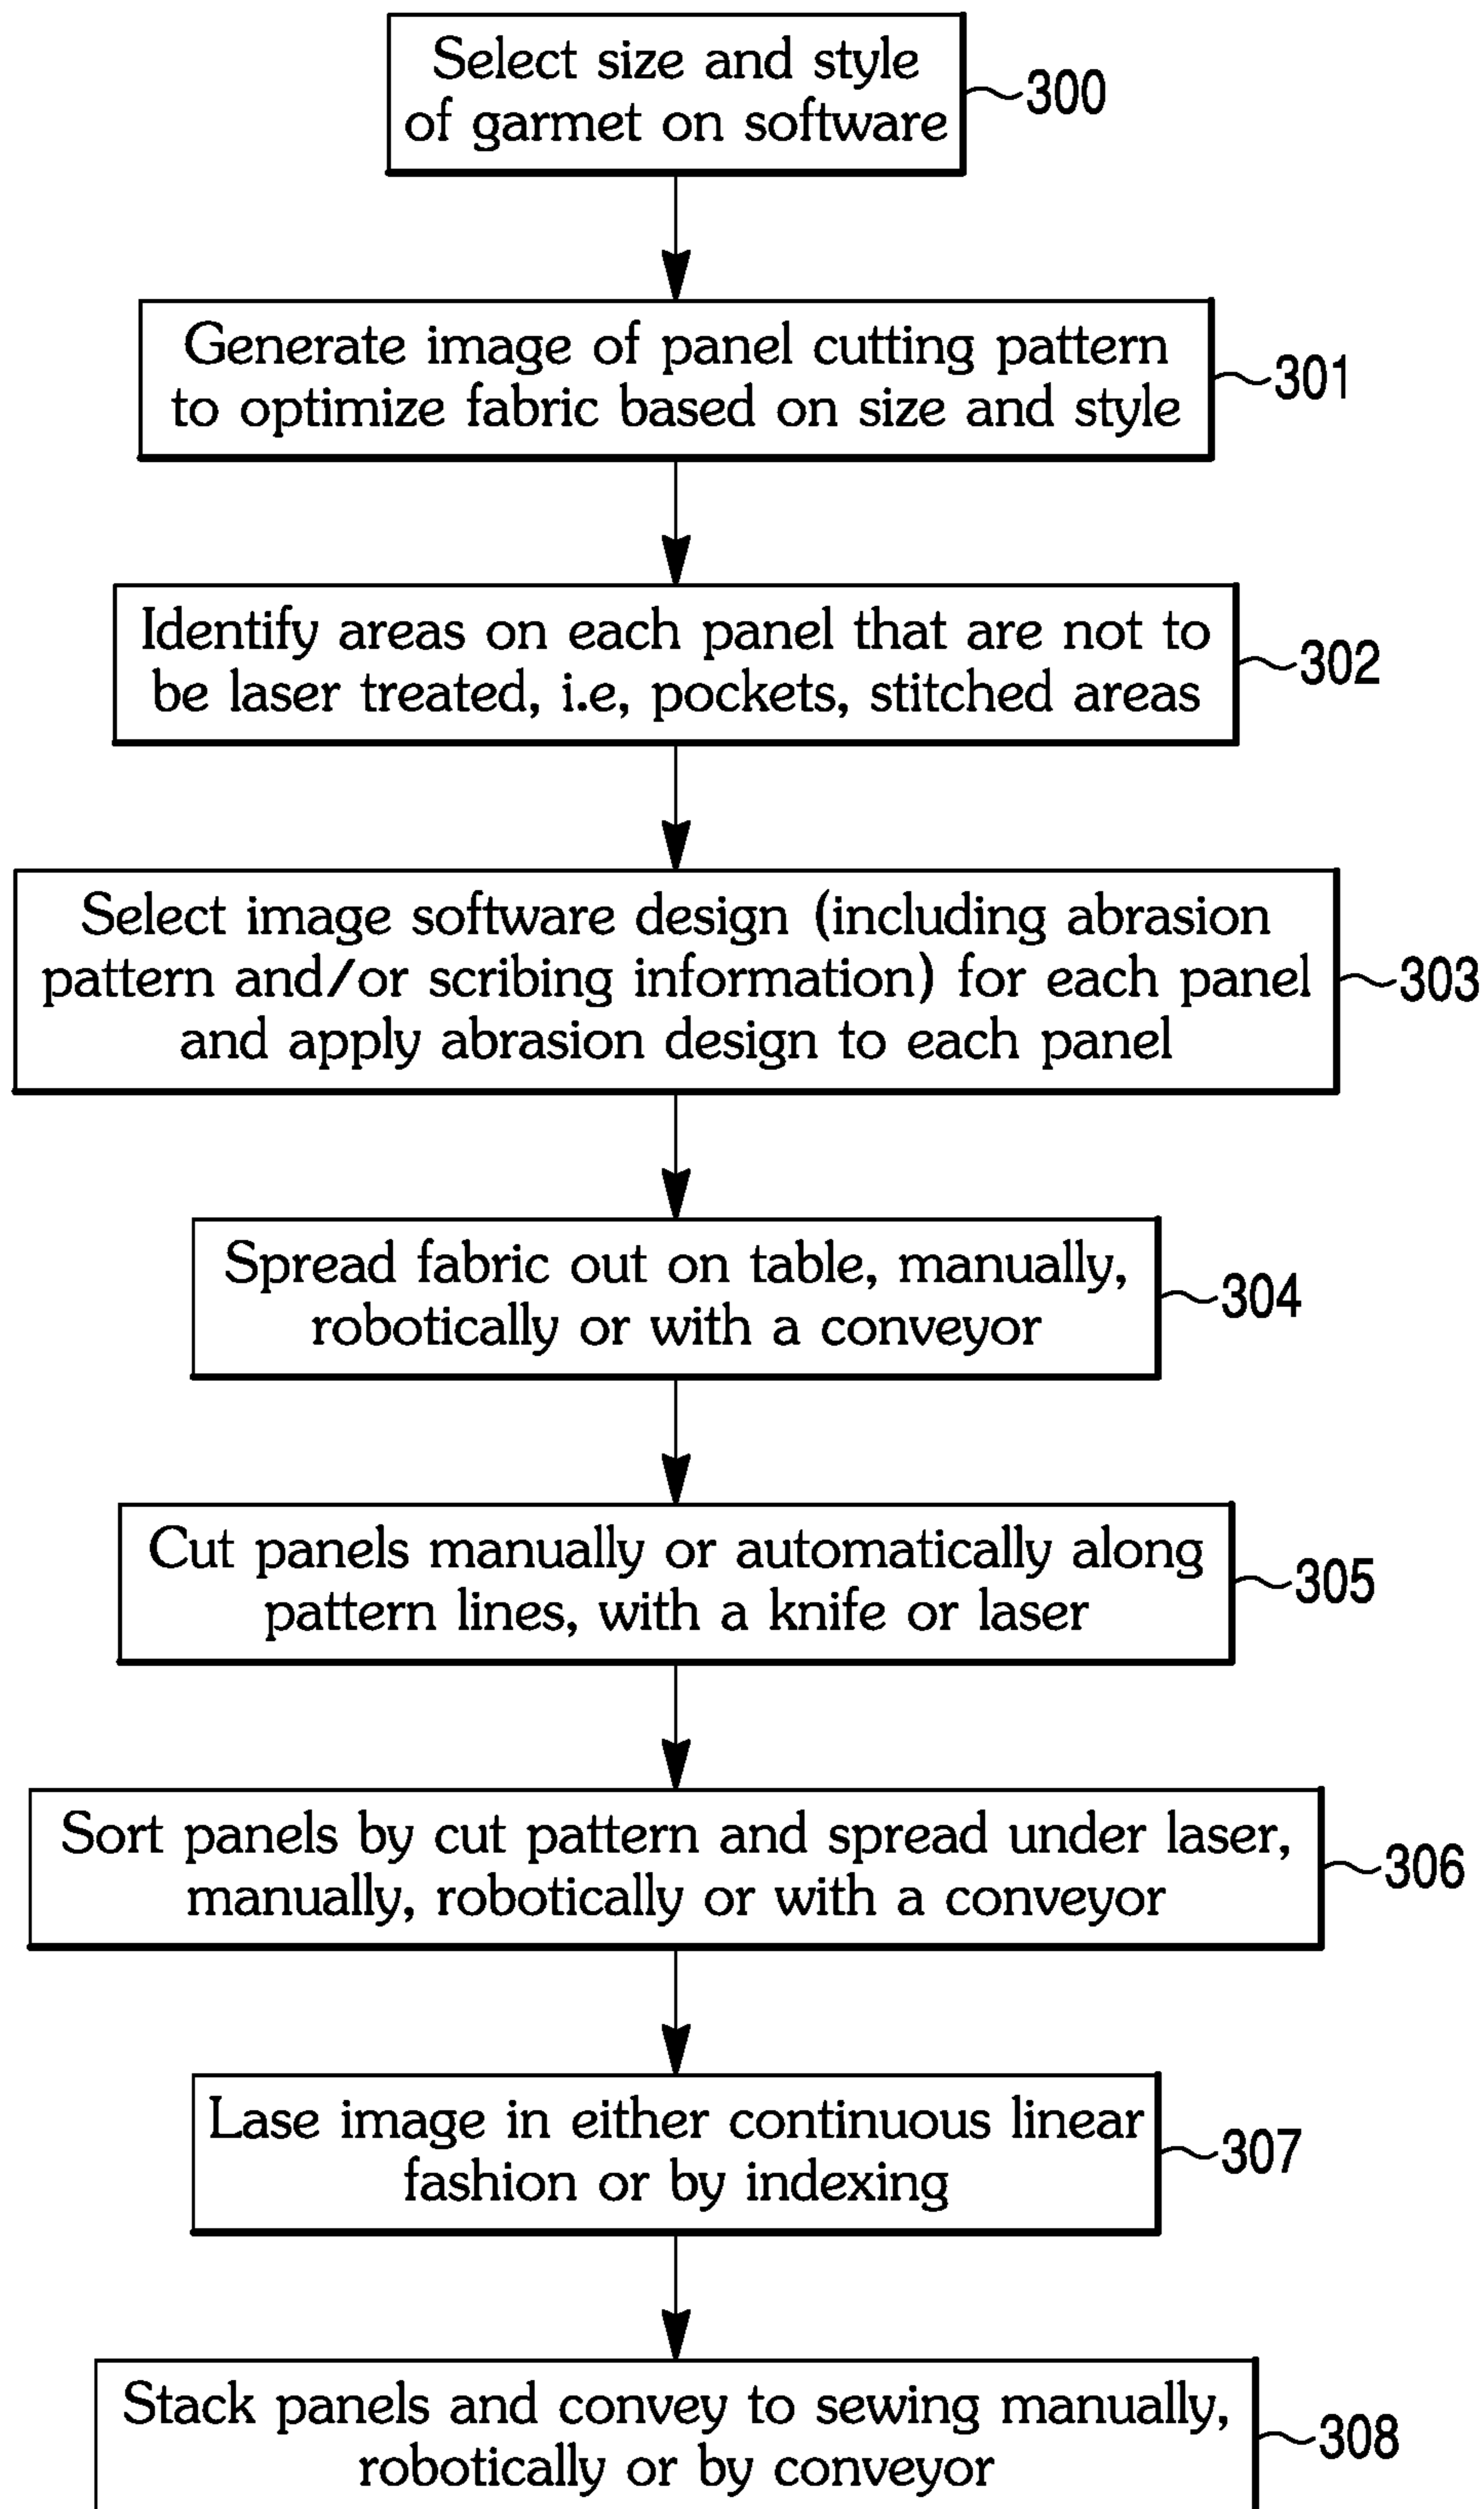 Select size and style
of garmet on software
300
Generate image of panel cutting pattern
to optimize fabric based on size and style
301
Identify areas on each panel that are not to
be laser treated, i.e, pockets, stitched areas
302
Select image software design (including abrasion
pattern and/or scribing information) for each panel
and apply abrasion design to each panel
303
Spread fabric out on table, manually,
robotically or with a conveyor
304
Cut panels manually or automatically along
pattern lines, with a knife or laser
305
Sort panels by cut pattern and spread under laser,
manually, robotically or with a conveyor
306
Lase image in either continuous linear
fashion or by indexing
307
Stack panels and convey to sewing manually,
robotically or by conveyor
308